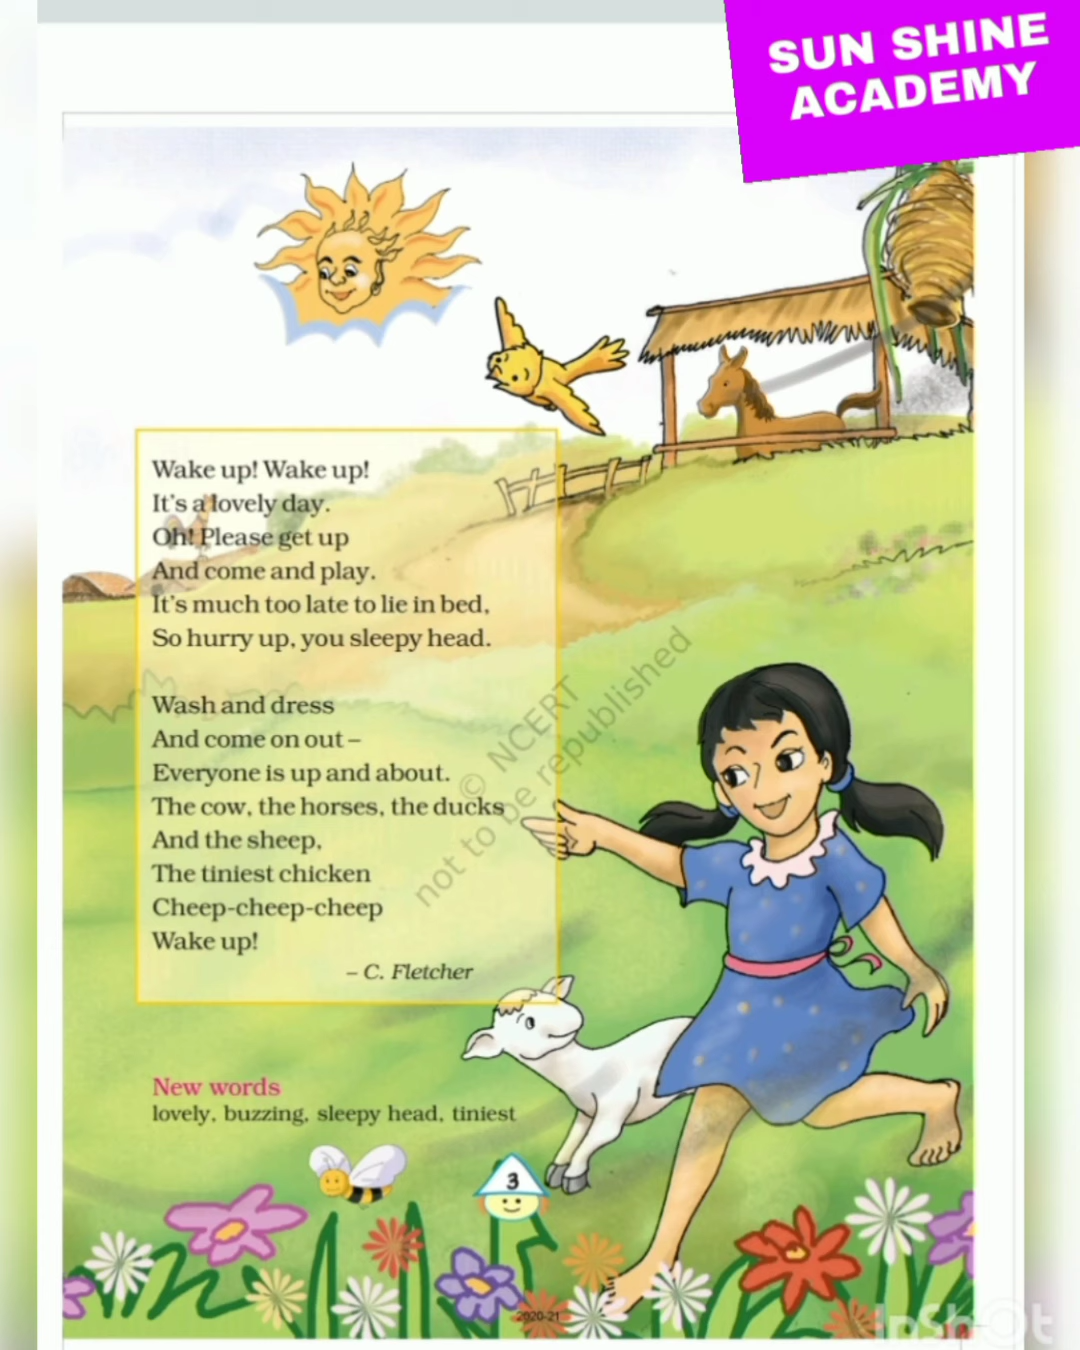 SUN SHINE
ACADEMY
Wake up! Wake up!
It's a lovely day.
Oh! Please get up
And come and play.
It's much too late to lie in bed,
So hurry up, you sleepy head.
Wash and dress
And come on out –
Everyone is up and about.
The cow, the horses, the ducks
And the sheep,
The tiniest chicken
Cheep-cheep-cheep
Wake up!
– C. Fletcher
© NCERT
not to be republished
New words
lovely, buzzing, sleepy head, tiniest
3
2020-21
InShOt